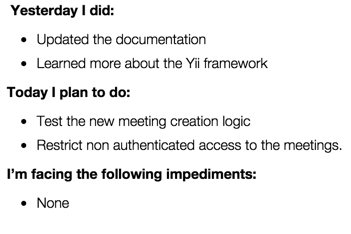 Yesterday I did:
• Updated the documentation
• Learned more about the Yii framework
Today I plan to do:
• Test the new meeting creation logic
• Restrict non authenticated access to the meetings.
I'm facing the following impediments:
• None